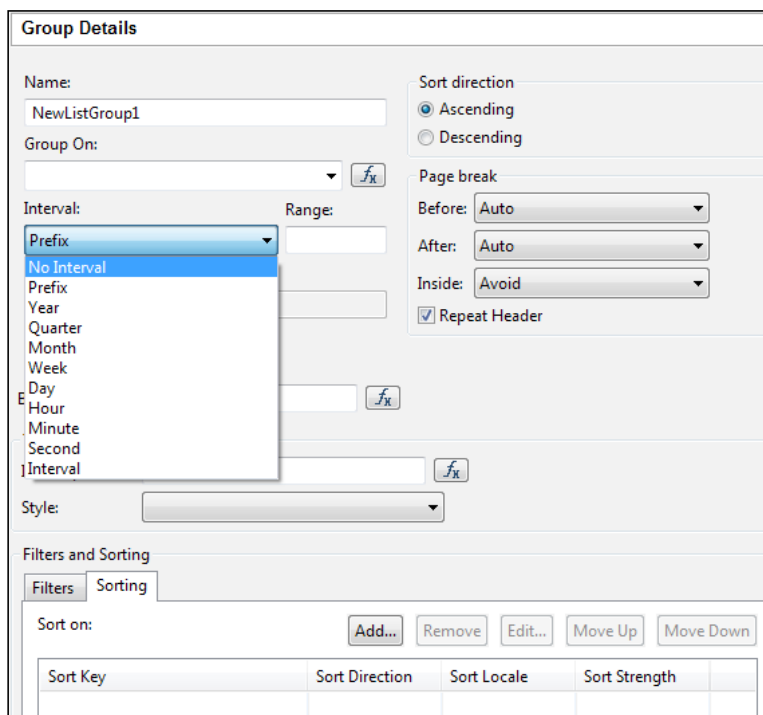 Group Details
Name:
Sort direction
NewListGroup1
Ascending
Group On:
Descending
fx
Page break
Interval:
Range:
Before: Auto
Prefix
After: Auto
No Interval
Prefix
Inside: Avoid
Year
Repeat Header
Quarter
Month
Week
Day
Hour
fx
Minute
Second
Interval
fx
Style:
Filters and Sorting
Filters
Sorting
Sort on:
Add...
Remove
Edit...
Move Up
Move Down
Sort Key
Sort Direction
Sort Locale
Sort Strength